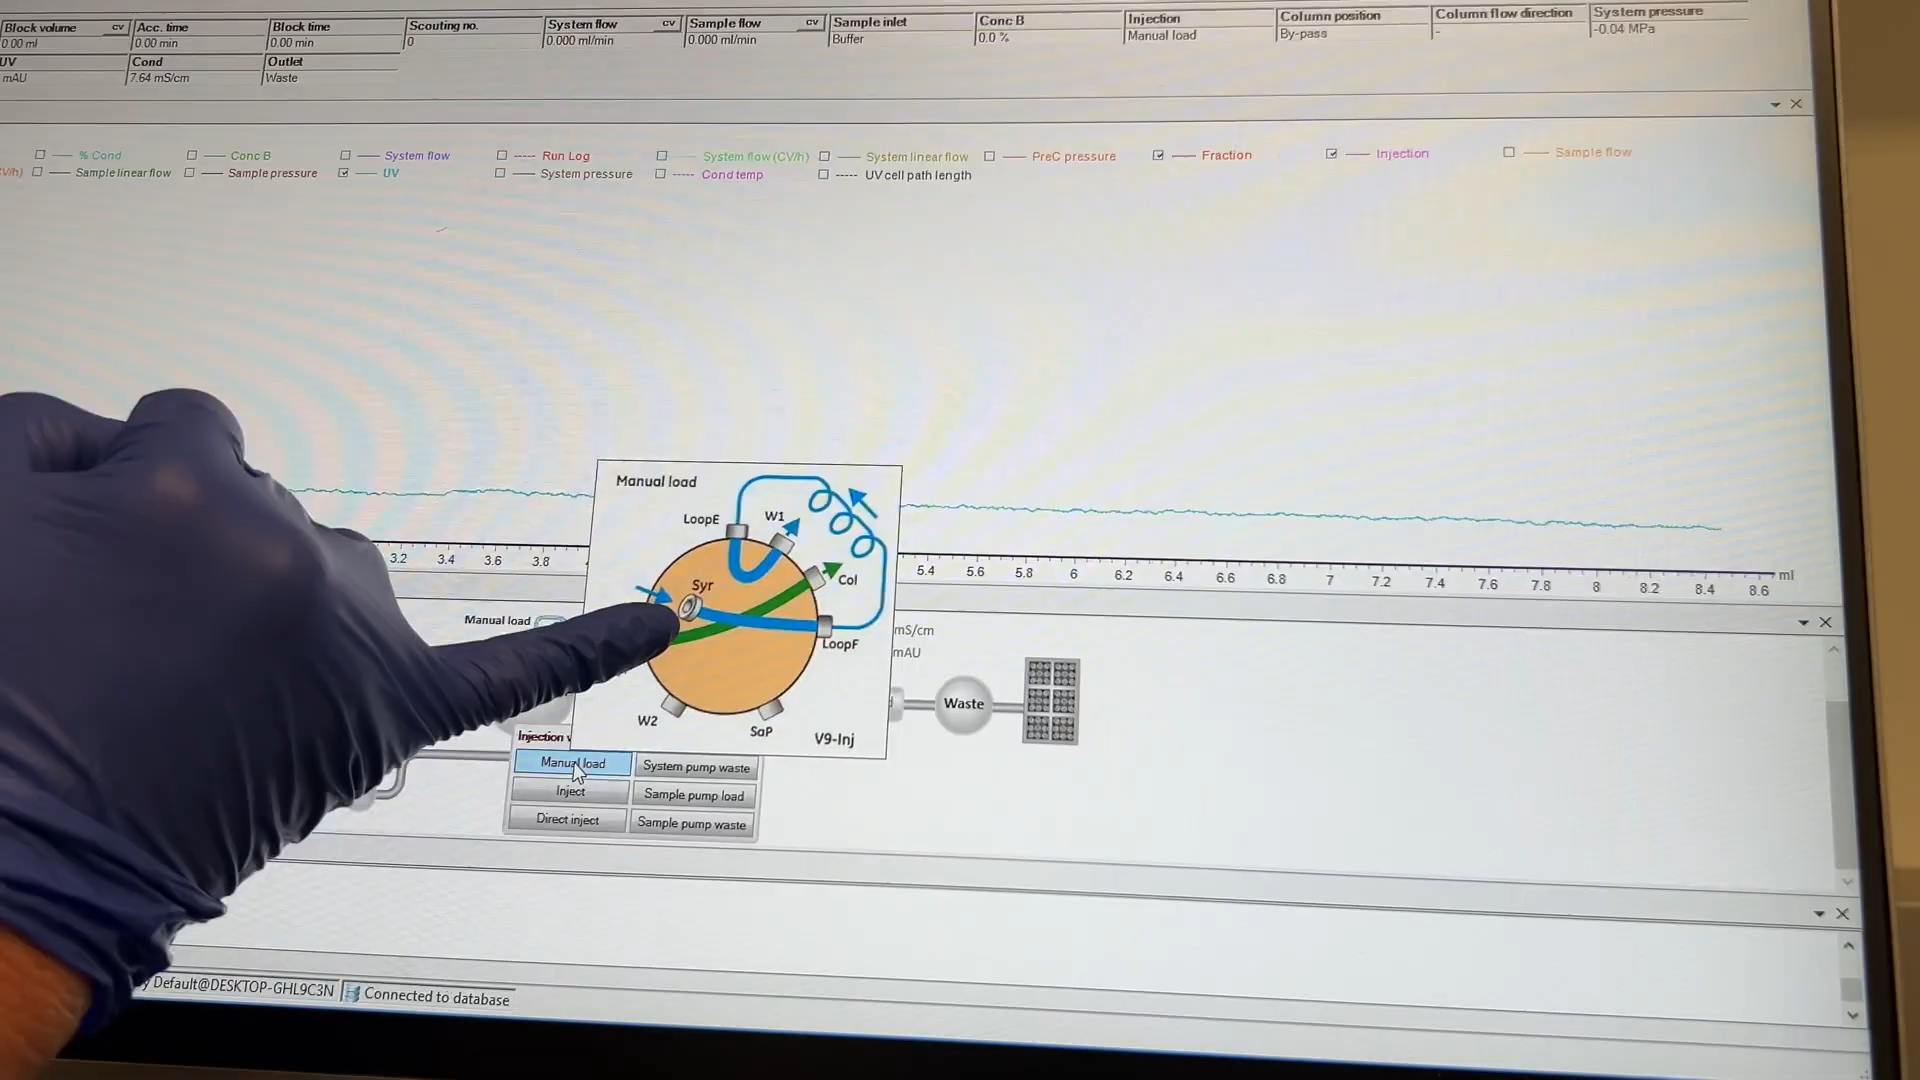 Block volume cv Acc. time Block time Scouting no. System flow cv Sample flow cv Sample inlet Conc B Injection Column position Column flow direction System pressure
0.00 ml 0.00 min 0.00 min 0 0.000 ml/min 0.000 ml/min Buffer 0.0 % Manual load By-pass - -0.04 MPa
UV Cond Outlet
mAU 7.64 mS/cm Waste
% Cond Conc B System flow Run Log System flow (CV/h) System linear flow PreC pressure Fraction Injection Sample flow
V/h) Sample linear flow Sample pressure UV System pressure Cond temp UV cell path length
Manual load
LoopE W1
Syr Col
LoopF
W2 SaP V9-Inj
3.2 3.4 3.6 3.8 5.4 5.6 5.8 6 6.2 6.4 6.6 6.8 7 7.2 7.4 7.6 7.8 8 8.2 8.4 8.6 ml
Manual load
mS/cm
mAU
Waste
Injection v
Manual load System pump waste
Inject Sample pump load
Direct inject Sample pump waste
y Default@DESKTOP-GHL9C3N Connected to database